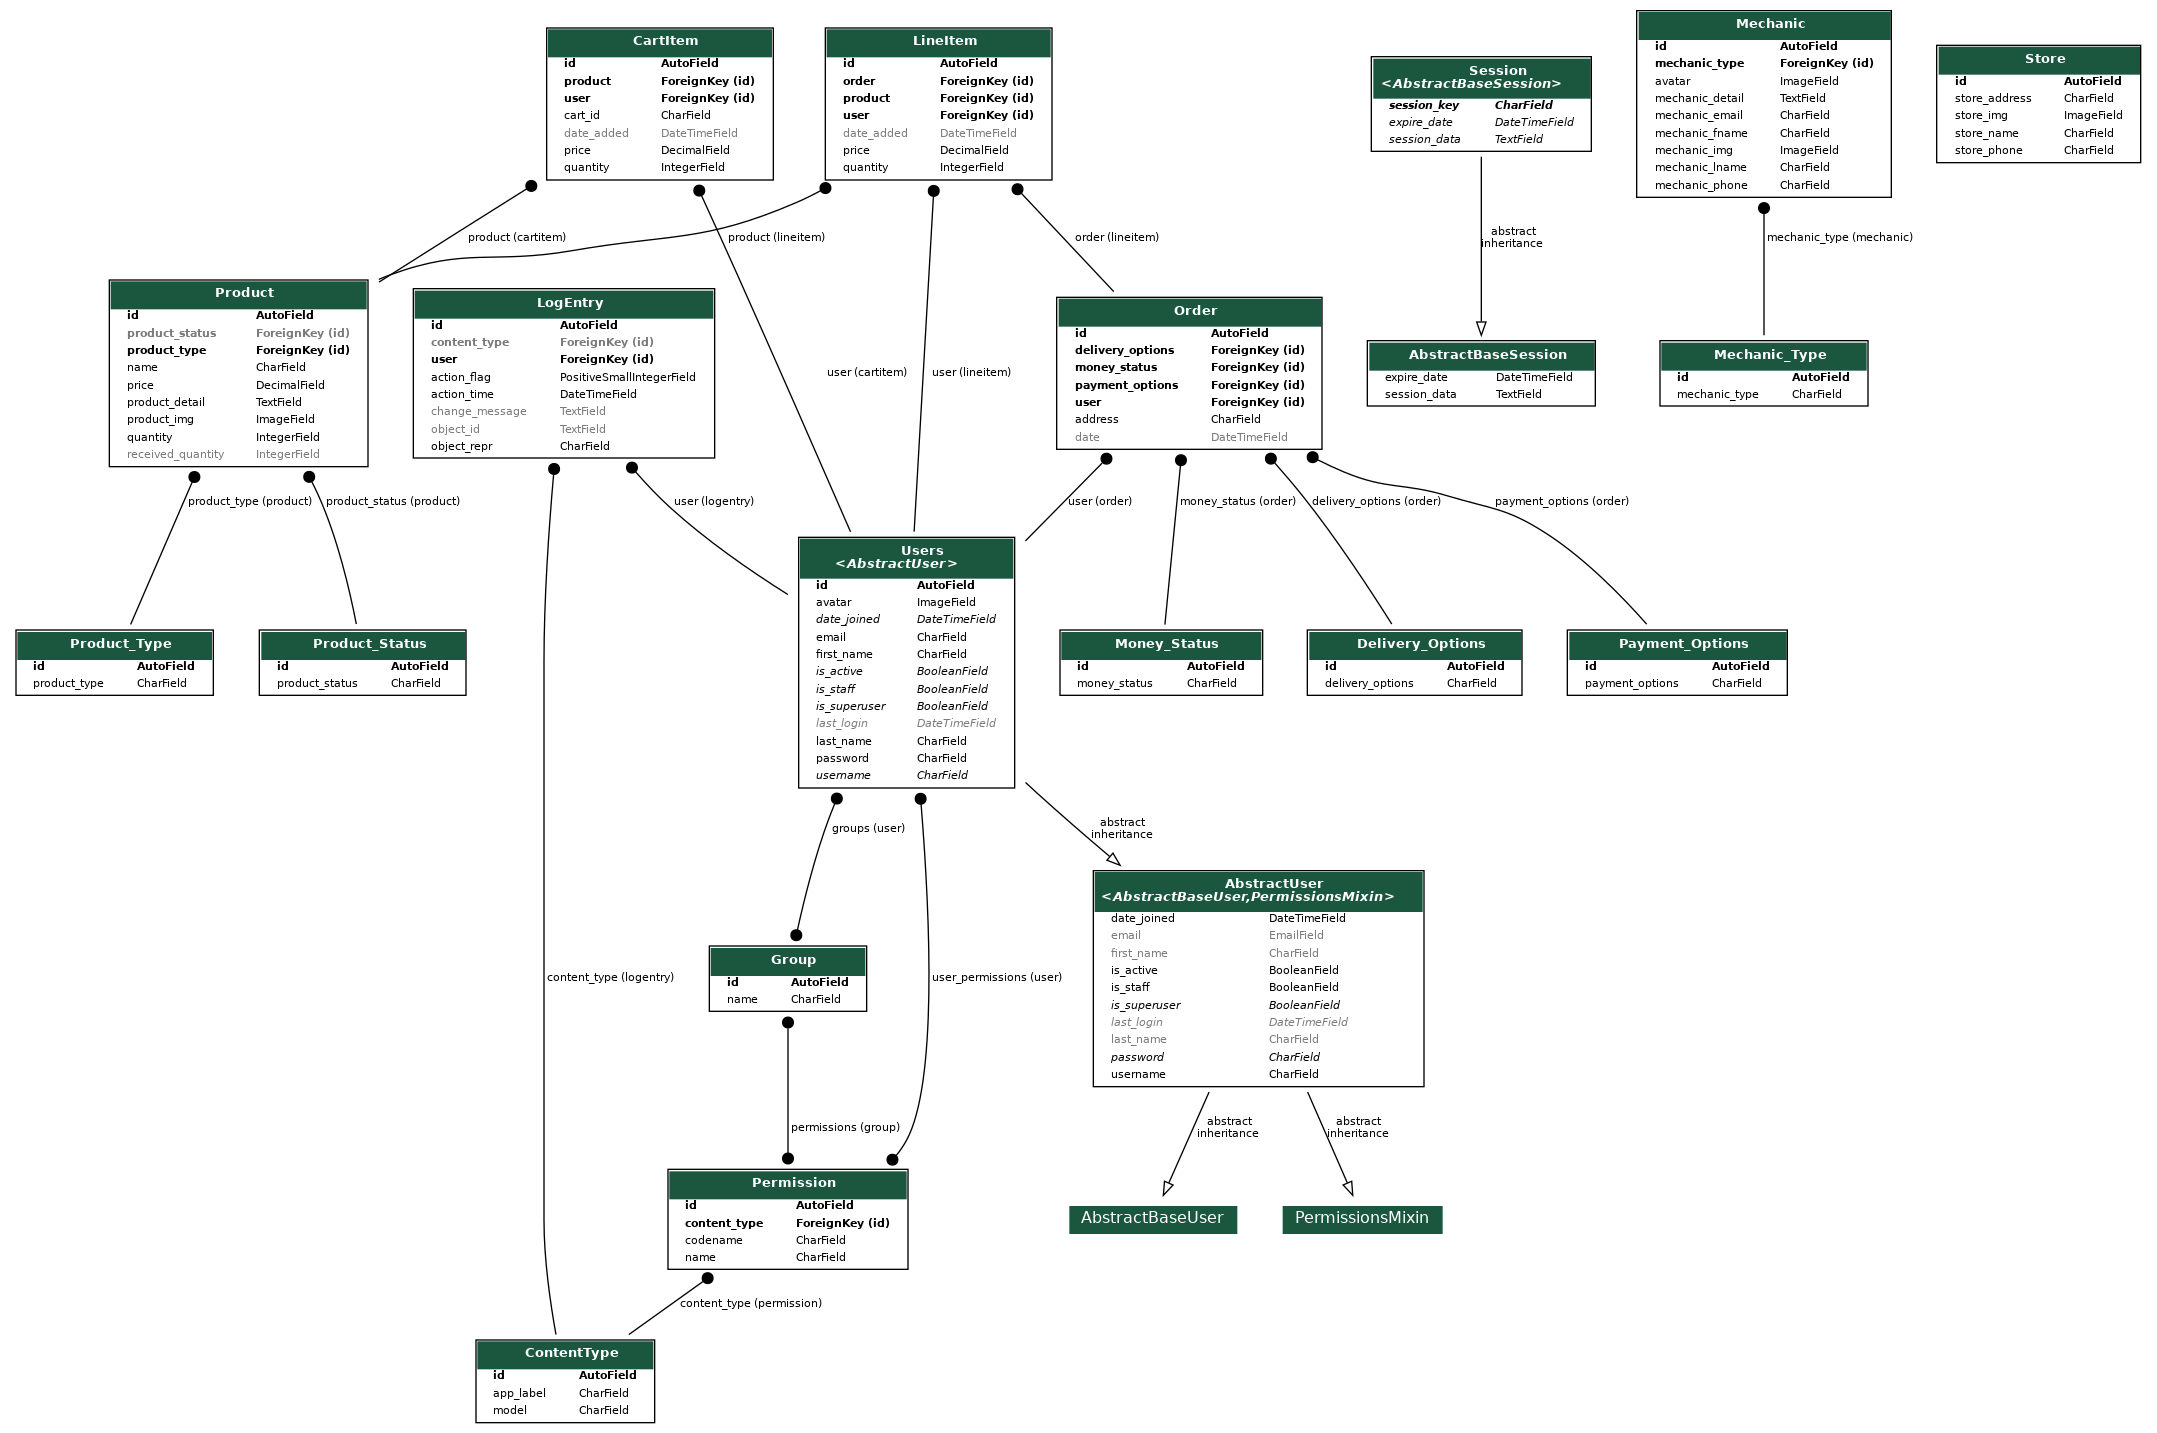 CartItem
id AutoField
product ForeignKey (id)
user ForeignKey (id)
cart_id CharField
date_added DateTimeField
price DecimalField
quantity IntegerField
LineItem
id AutoField
order ForeignKey (id)
product ForeignKey (id)
user ForeignKey (id)
date_added DateTimeField
price DecimalField
quantity IntegerField
Session
<AbstractBaseSession>
session_key CharField
expire_date DateTimeField
session_data TextField
Mechanic
id AutoField
mechanic_type ForeignKey (id)
avatar ImageField
mechanic_detail TextField
mechanic_email CharField
mechanic_fname CharField
mechanic_img ImageField
mechanic_lname CharField
mechanic_phone CharField
Store
id AutoField
store_address CharField
store_img ImageField
store_name CharField
store_phone CharField
product (cartitem)
product (lineitem)
order (lineitem)
abstract
inheritance
mechanic_type (mechanic)
Product
id AutoField
product_status ForeignKey (id)
product_type ForeignKey (id)
name CharField
price DecimalField
product_detail TextField
product_img ImageField
quantity IntegerField
received_quantity IntegerField
LogEntry
id AutoField
content_type ForeignKey (id)
user ForeignKey (id)
action_flag PositiveSmallIntegerField
action_time DateTimeField
change_message TextField
object_id TextField
object_repr CharField
user (cartitem)
user (lineitem)
Order
id AutoField
delivery_options ForeignKey (id)
money_status ForeignKey (id)
payment_options ForeignKey (id)
user ForeignKey (id)
address CharField
date DateTimeField
AbstractBaseSession
expire_date DateTimeField
session_data TextField
Mechanic_Type
id AutoField
mechanic_type CharField
product_type (product)
product_status (product)
user (logentry)
user (order)
money_status (order)
delivery_options (order)
payment_options (order)
Product_Type
id AutoField
product_type CharField
Product_Status
id AutoField
product_status CharField
Users
<AbstractUser>
id AutoField
avatar ImageField
date_joined DateTimeField
email CharField
first_name CharField
is_active BooleanField
is_staff BooleanField
is_superuser BooleanField
last_login DateTimeField
last_name CharField
password CharField
username CharField
Money_Status
id AutoField
money_status CharField
Delivery_Options
id AutoField
delivery_options CharField
Payment_Options
id AutoField
payment_options CharField
groups (user)
abstract
inheritance
content_type (logentry)
Group
id AutoField
name CharField
user_permissions (user)
AbstractUser
<AbstractBaseUser,PermissionsMixin>
date_joined DateTimeField
email EmailField
first_name CharField
is_active BooleanField
is_staff BooleanField
is_superuser BooleanField
last_login DateTimeField
last_name CharField
password CharField
username CharField
permissions (group)
abstract
inheritance
abstract
inheritance
Permission
id AutoField
content_type ForeignKey (id)
codename CharField
name CharField
AbstractBaseUser
PermissionsMixin
content_type (permission)
ContentType
id AutoField
app_label CharField
model CharField